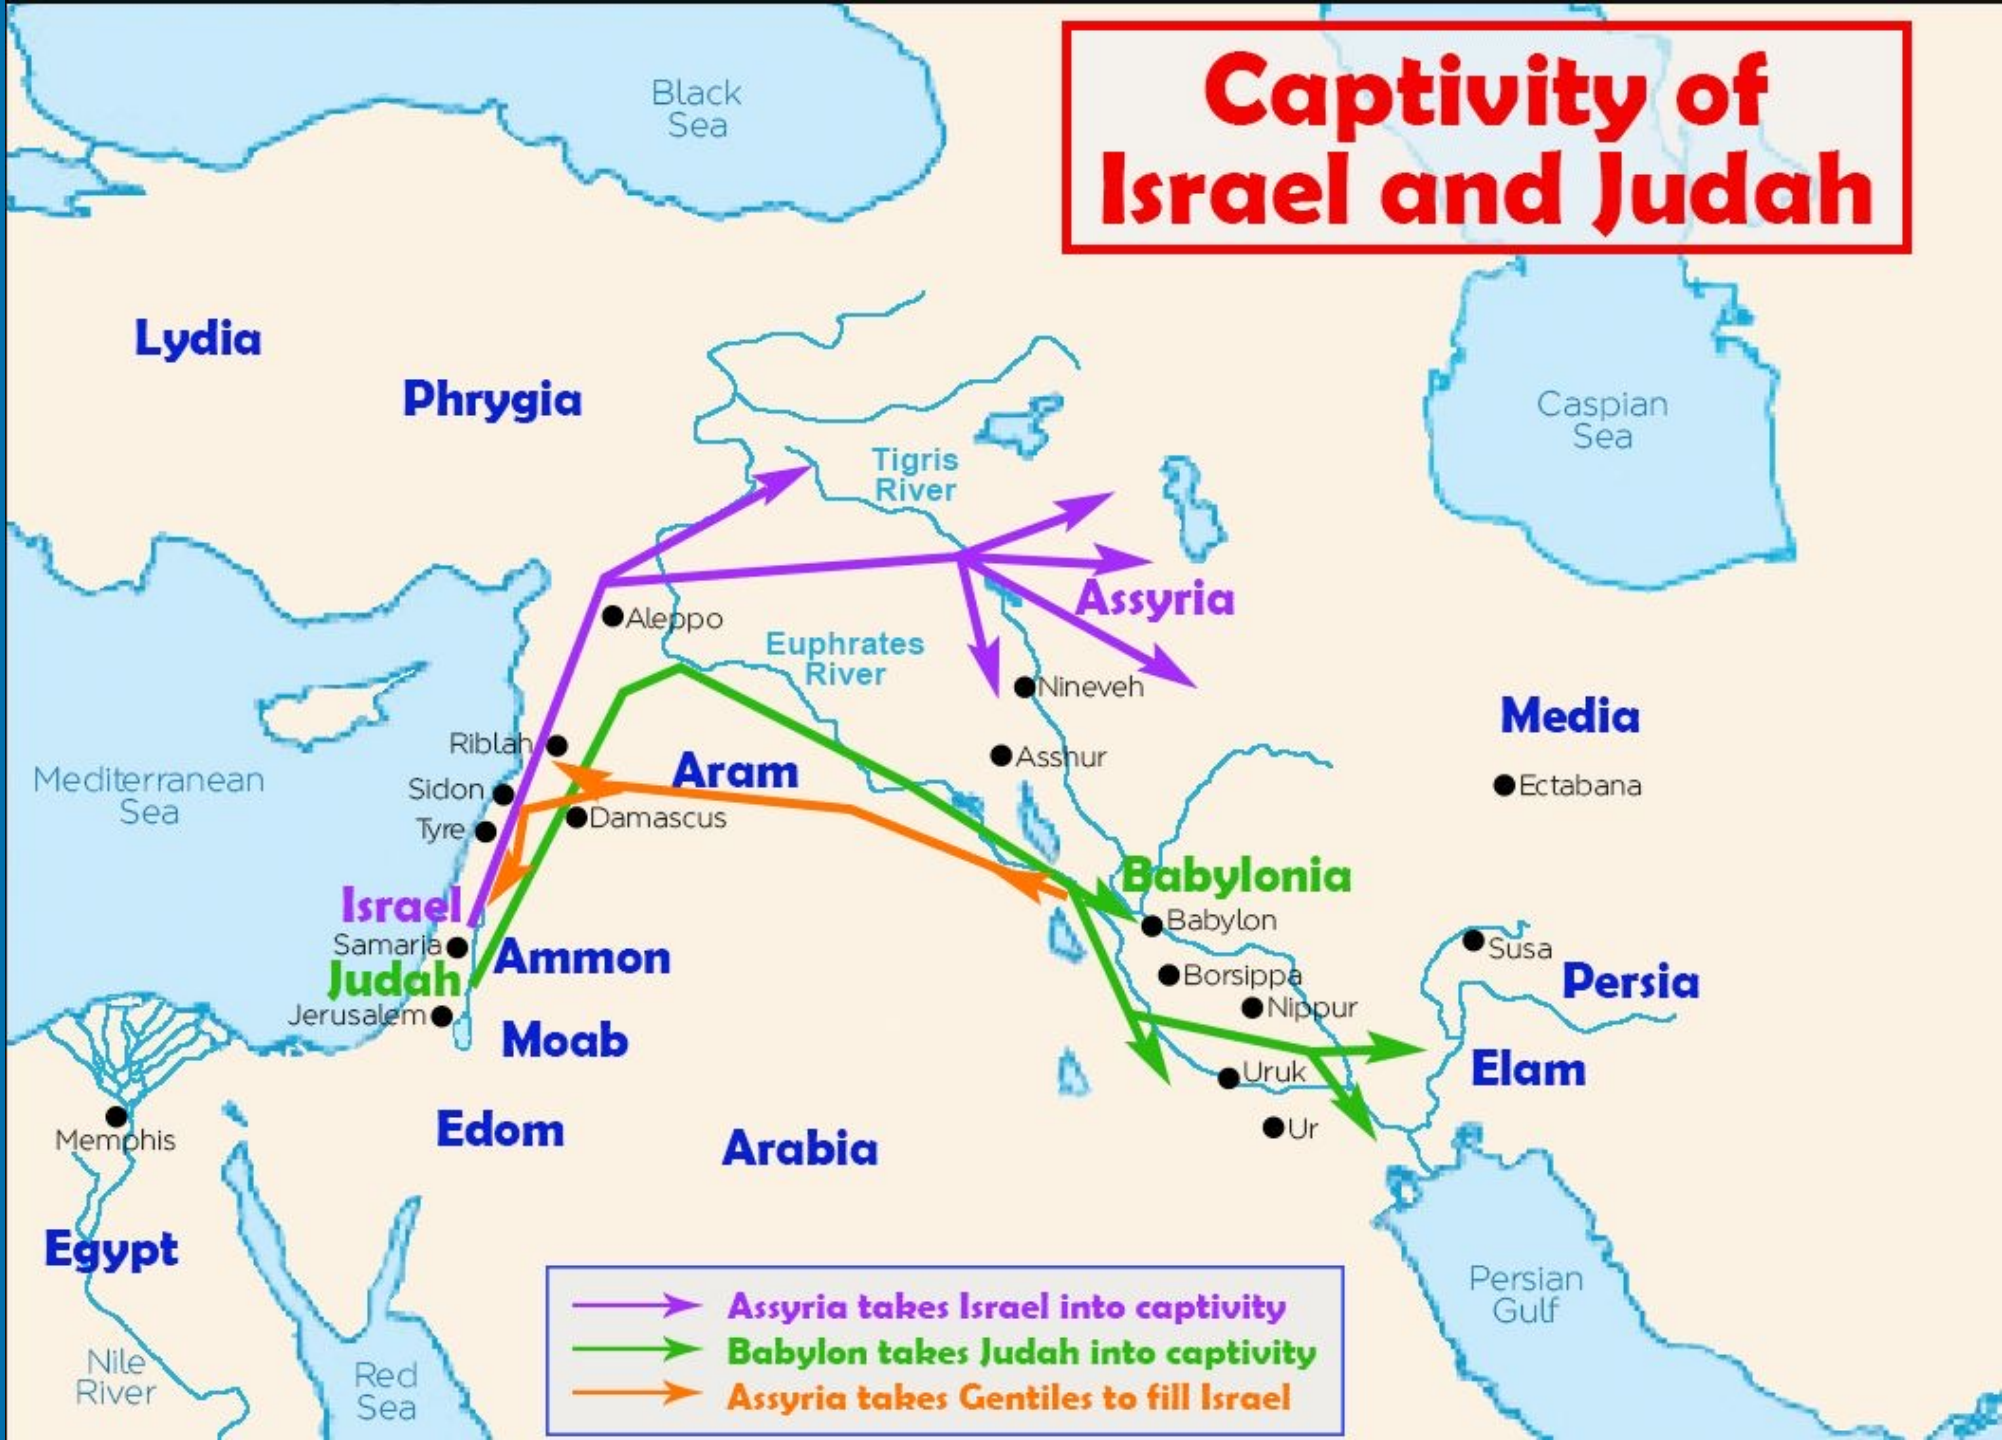 Captivity of
Israel and Judah
Black
Sea
Lydia
Phrygia
Caspian
Sea
Tigris
River
Assyria
Aleppo
Euphrates
River
Nineveh
Media
Riblah
Asshur
Aram
Mediterranean
Sea
Sidon
Ectabana
Tyre
Damascus
Babylonia
Israel
Babylon
Samaria
Ammon
Susa
Judah
Borsippa
Persia
Nippur
Jerusalem
Moab
Elam
Uruk
Memphis
Edom
Ur
Arabia
Egypt
Persian
Gulf
Nile
River
Red
Sea
Assyria takes Israel into captivity
Babylon takes Judah into captivity
Assyria takes Gentiles to fill Israel